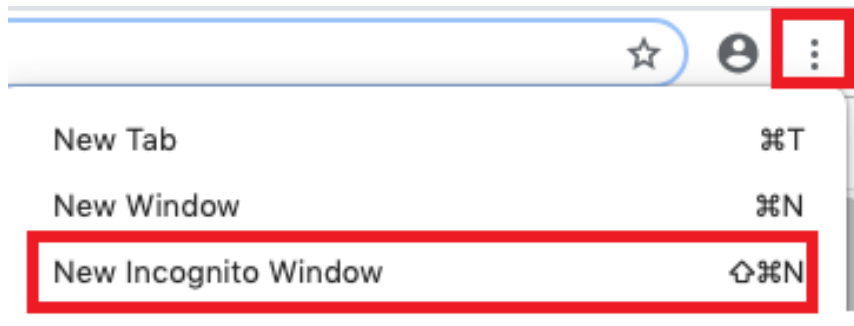 New Tab ⌘T
New Window ⌘N
New Incognito Window ⇧⌘N